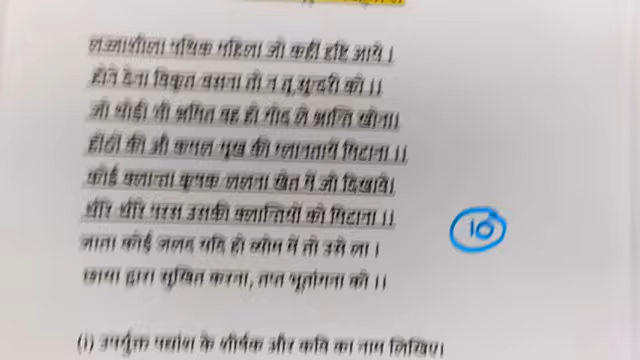 लज्जाशीला पथिक महिला जो कहीं दृष्टि आये ।
होने देना विकृत वसना तो न तू सुन्दरी को ।।
जो थोड़ी भी श्रमित वह हो गोद ले श्रान्ति खोना।
होठों की औ कमल मुख की म्लानतायें मिटाना ।।
कोई क्लान्ता कृषक ललना खेत में जो दिखावे।
धीरे धीरे परस उसकी क्लान्तियों को मिटाना ।।
जाता कोई जलद यदि हो व्योम में तो उसे ला ।
छाया द्वारा सुखित करना, तप्त भूतांगना को ।।
10
(i) उपर्युक्त पद्यांश के शीर्षक और कवि का नाम लिखिए।